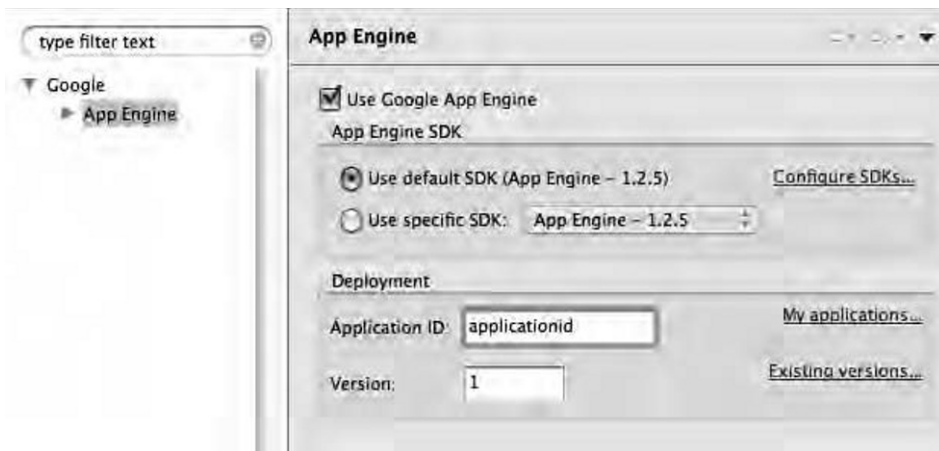 type filter text
Google
App Engine
App Engine
Use Google App Engine
App Engine SDK
Use default SDK (App Engine – 1.2.5)
Configure SDKs...
Use specific SDK:
App Engine – 1.2.5
Deployment
Application ID:
applicationid
My applications...
Version:
1
Existing versions...